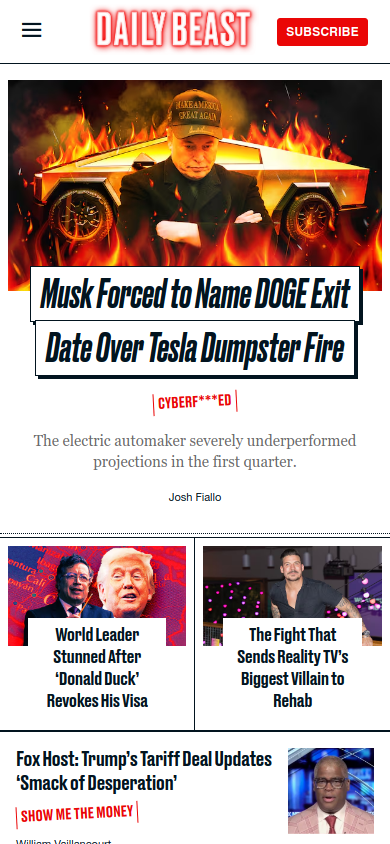 DAILY BEAST
SUBSCRIBE
MAKE AMERICA
GREAT AGAIN
Musk Forced to Name DOGE Exit
Date Over Tesla Dumpster Fire
CYBERF***ED
The electric automaker severely underperformed
projections in the first quarter.
Josh Fiallo
Cali
payan
World Leader
Stunned After
‘Donald Duck’
Revokes His Visa
The Fight That
Sends Reality TV’s
Biggest Villain to
Rehab
Fox Host: Trump’s Tariff Deal Updates
‘Smack of Desperation’
SHOW ME THE MONEY
William Vaillancourt